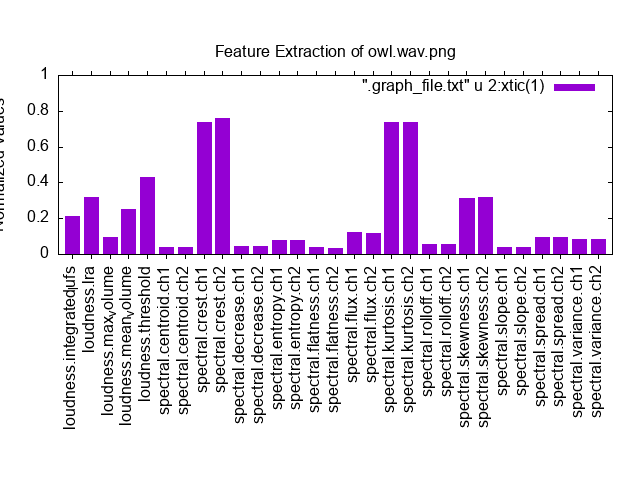 Feature Extraction of owl.wav.png
".graph_file.txt" u 2:xtic(1)
Normalized Values
1
0.8
0.6
0.4
0.2
0
loudness.integratedlufs
loudness.lra
loudness.maxvolume
loudness.meanvolume
loudness.threshold
spectral.centroid.ch1
spectral.centroid.ch2
spectral.crest.ch1
spectral.crest.ch2
spectral.decrease.ch1
spectral.decrease.ch2
spectral.entropy.ch1
spectral.entropy.ch2
spectral.flatness.ch1
spectral.flatness.ch2
spectral.flux.ch1
spectral.flux.ch2
spectral.kurtosis.ch1
spectral.kurtosis.ch2
spectral.rolloff.ch1
spectral.rolloff.ch2
spectral.skewness.ch1
spectral.skewness.ch2
spectral.slope.ch1
spectral.slope.ch2
spectral.spread.ch1
spectral.spread.ch2
spectral.variance.ch1
spectral.variance.ch2